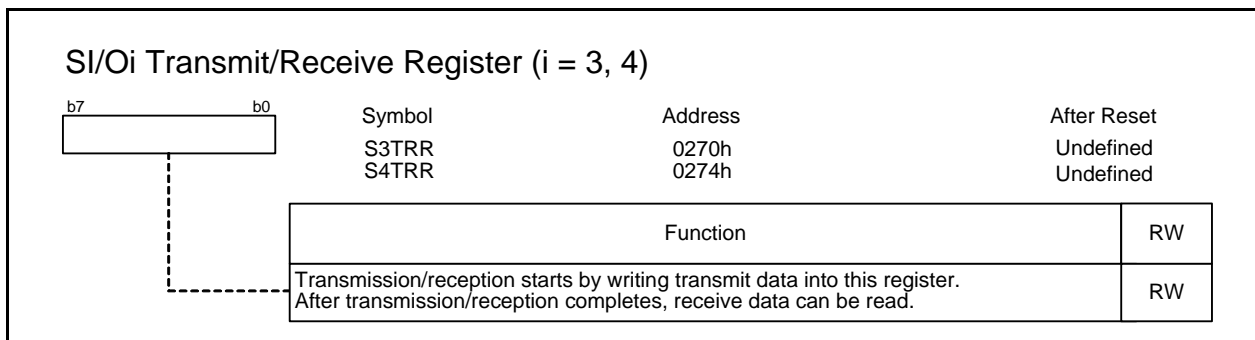 SI/Oi Transmit/Receive Register (i = 3, 4)
b7 b0
Symbol Address After Reset
S3TRR 0270h Undefined
S4TRR 0274h Undefined
Function RW
Transmission/reception starts by writing transmit data into this register.
After transmission/reception completes, receive data can be read. RW